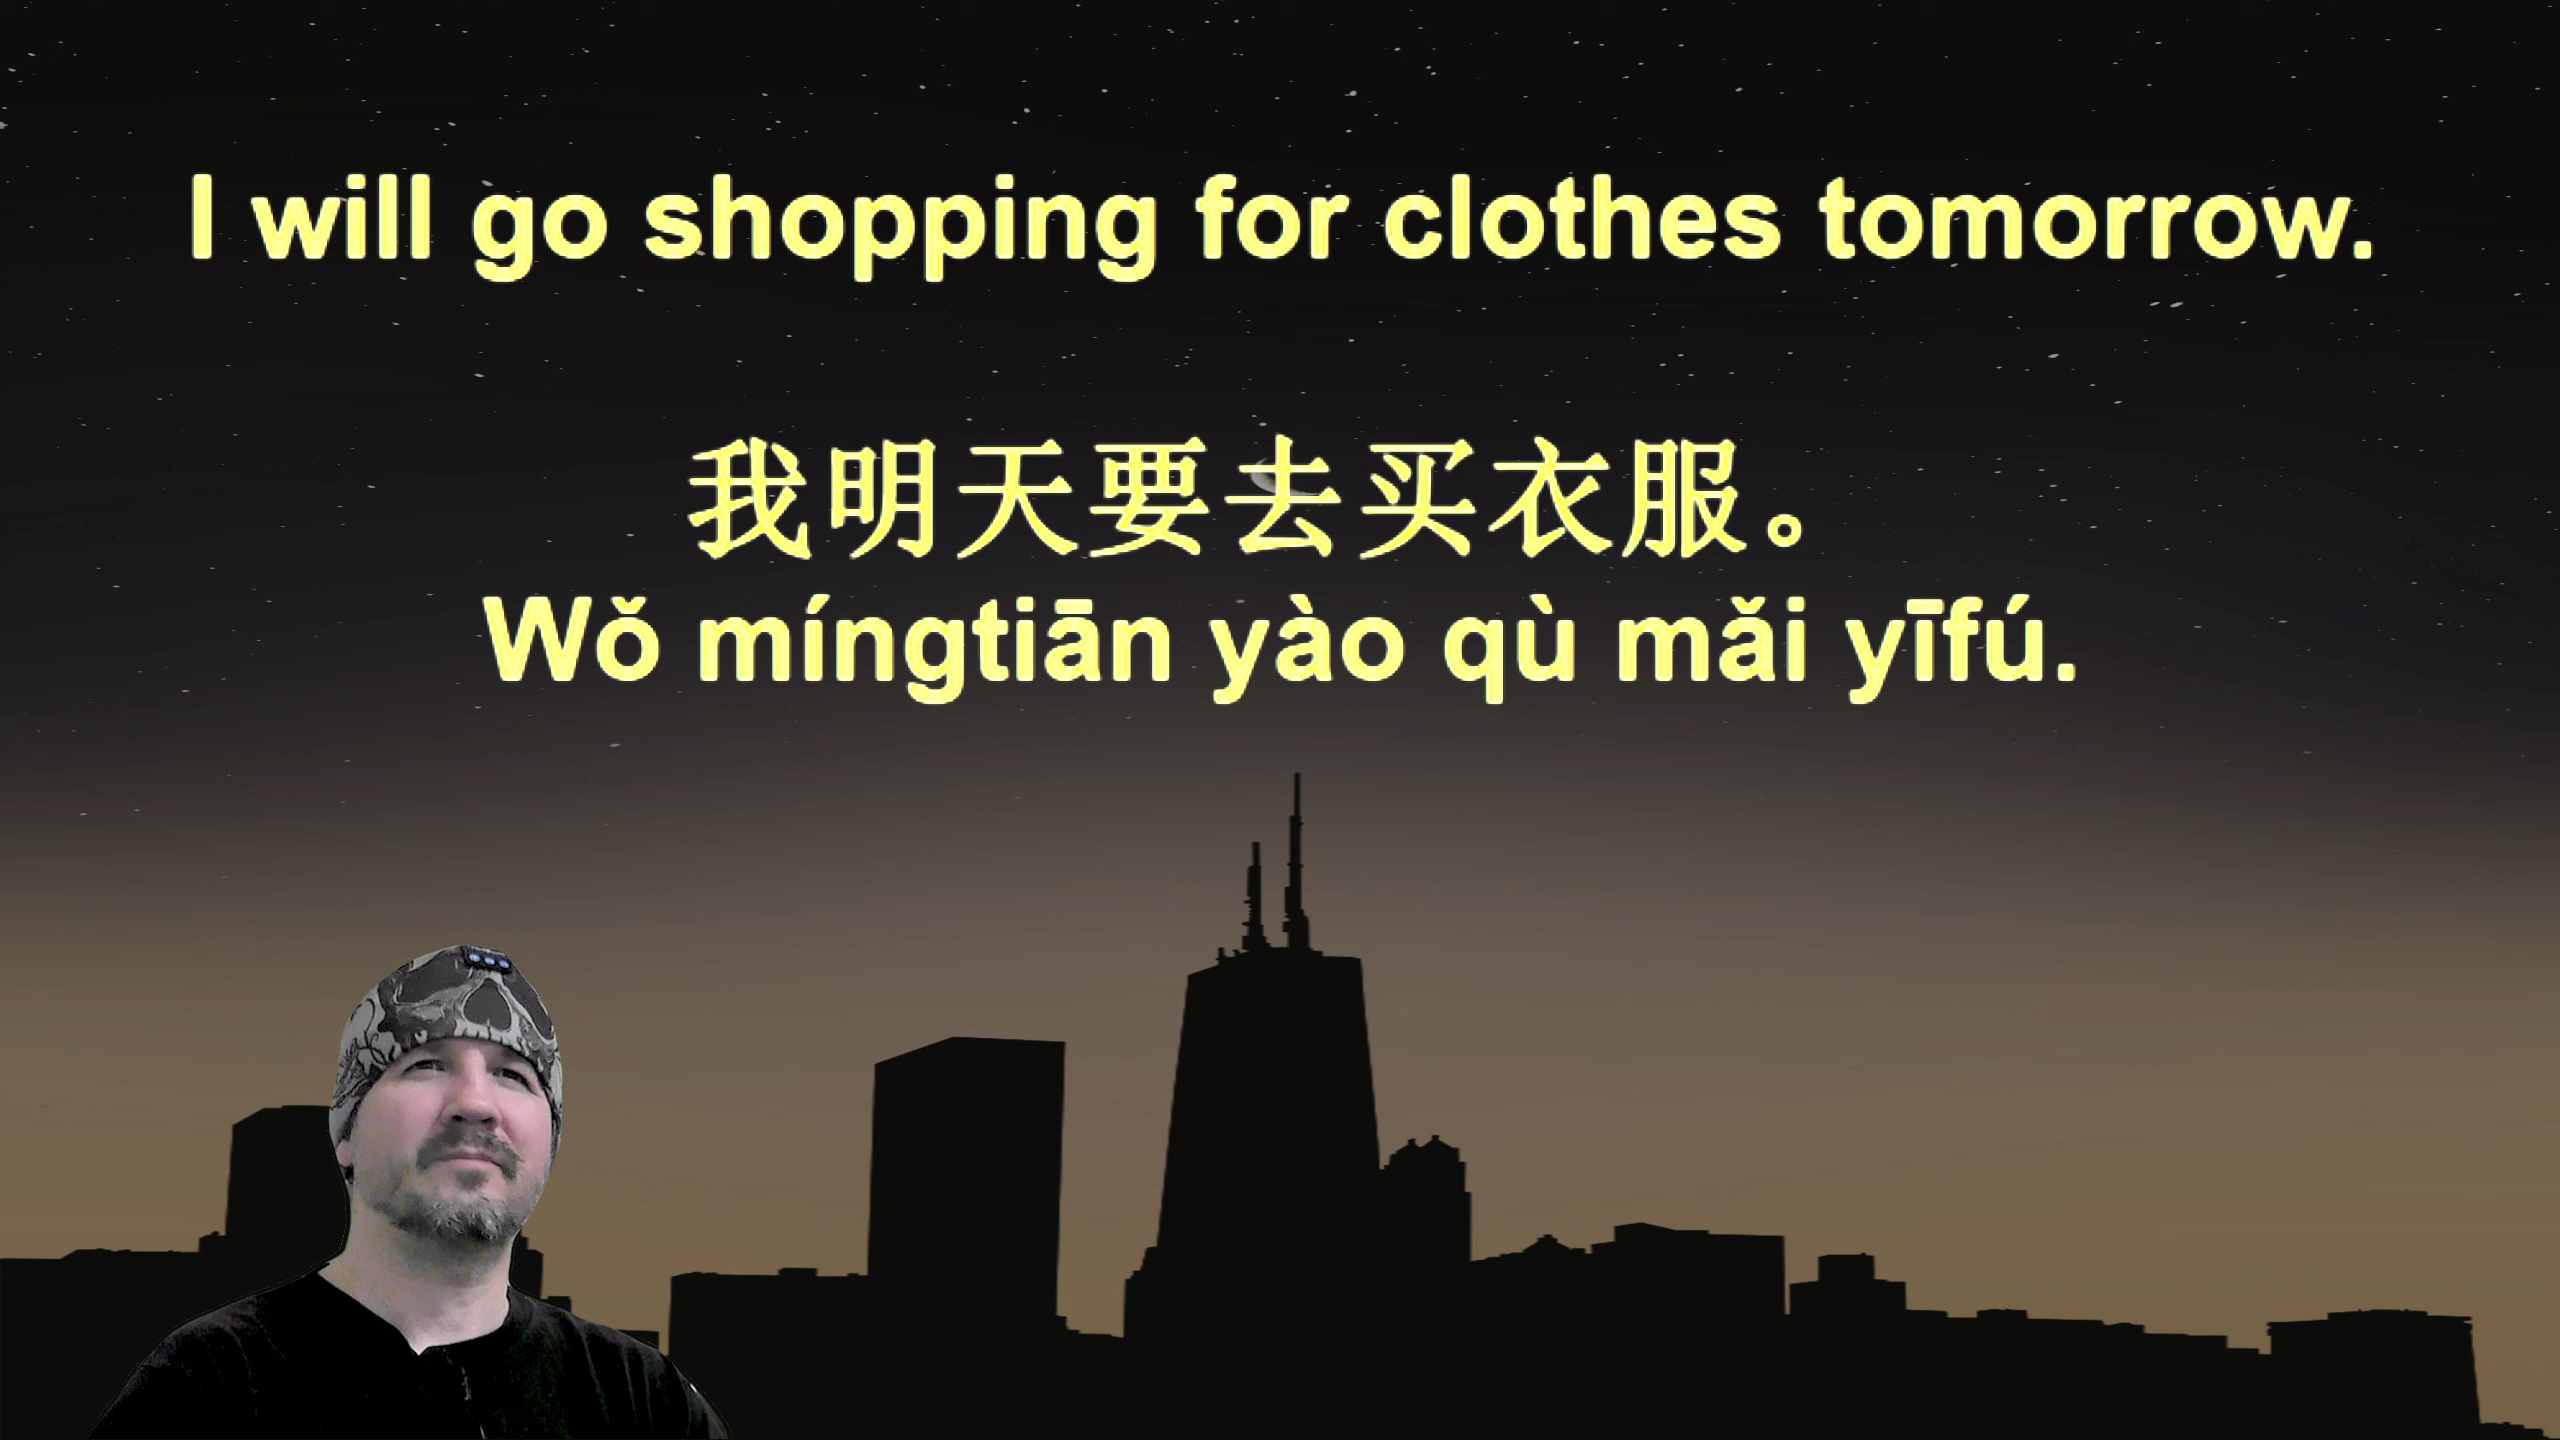 I will go shopping for clothes tomorrow.
我明天要去买衣服。
Wǒ míngtiān yào qù mǎi yīfú.